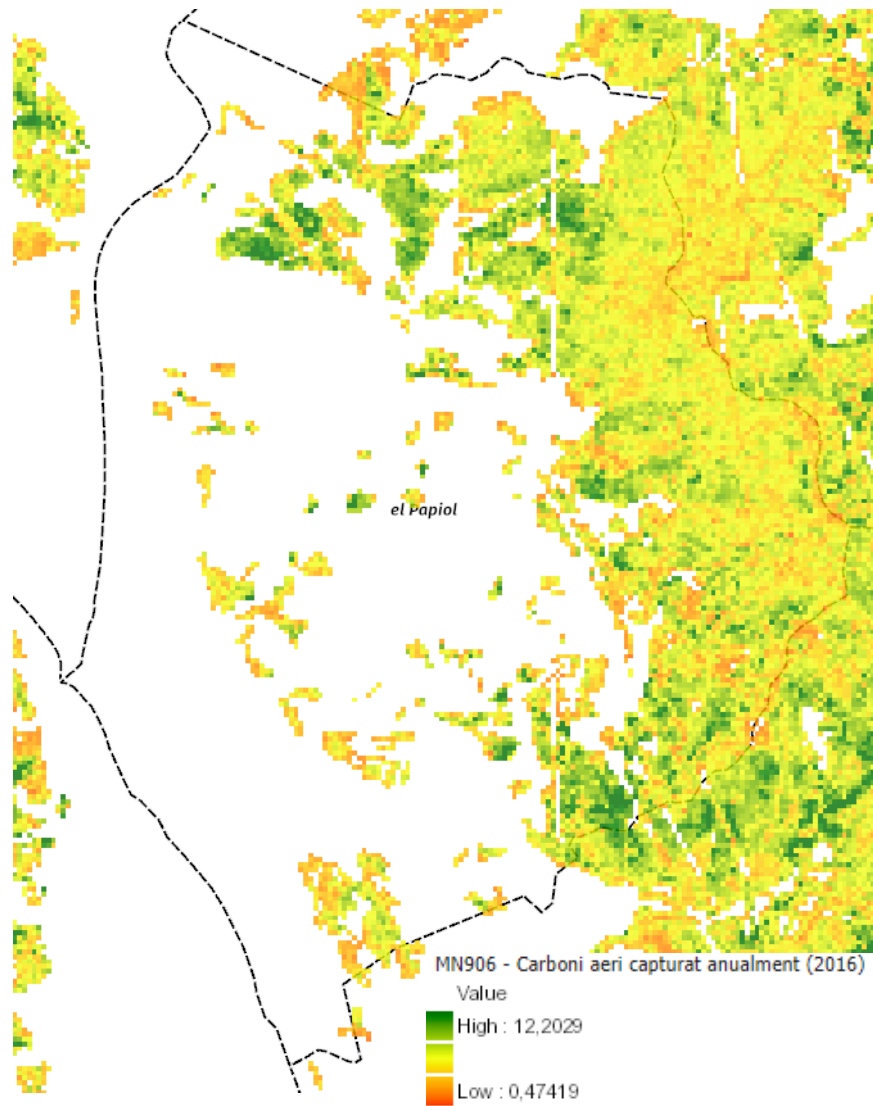 el Papiol
MN906 - Carboni aeri capturat anualment (2016)
Value
High : 12,2029
Low : 0,47419